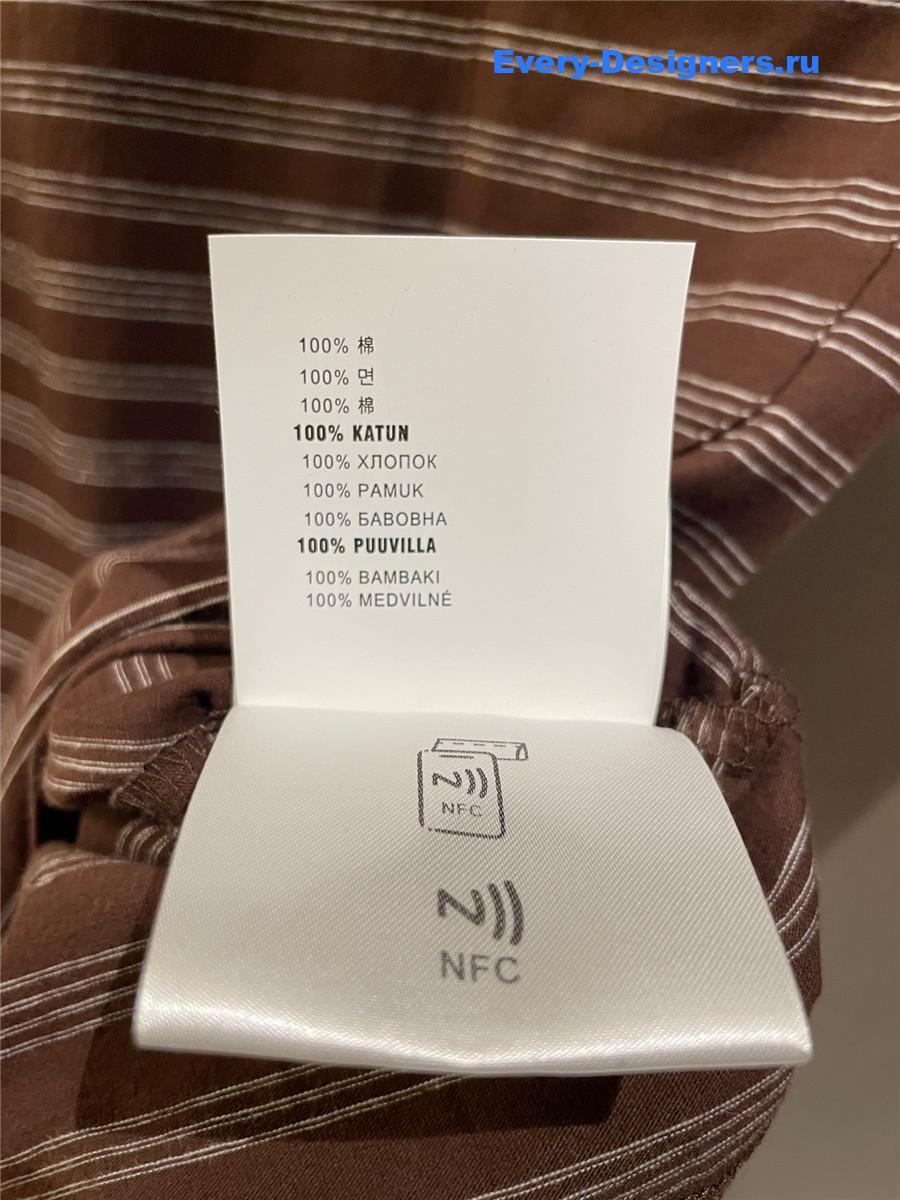 Every-Designers.ru
100% 棉
100% 면
100% 棉
100% KATUN
100% ХЛОПОК
100% PAMUK
100% БАВОВНА
100% PUUVILLA
100% BAMBAKI
100% MEDVILNÉ
NFC
NFC